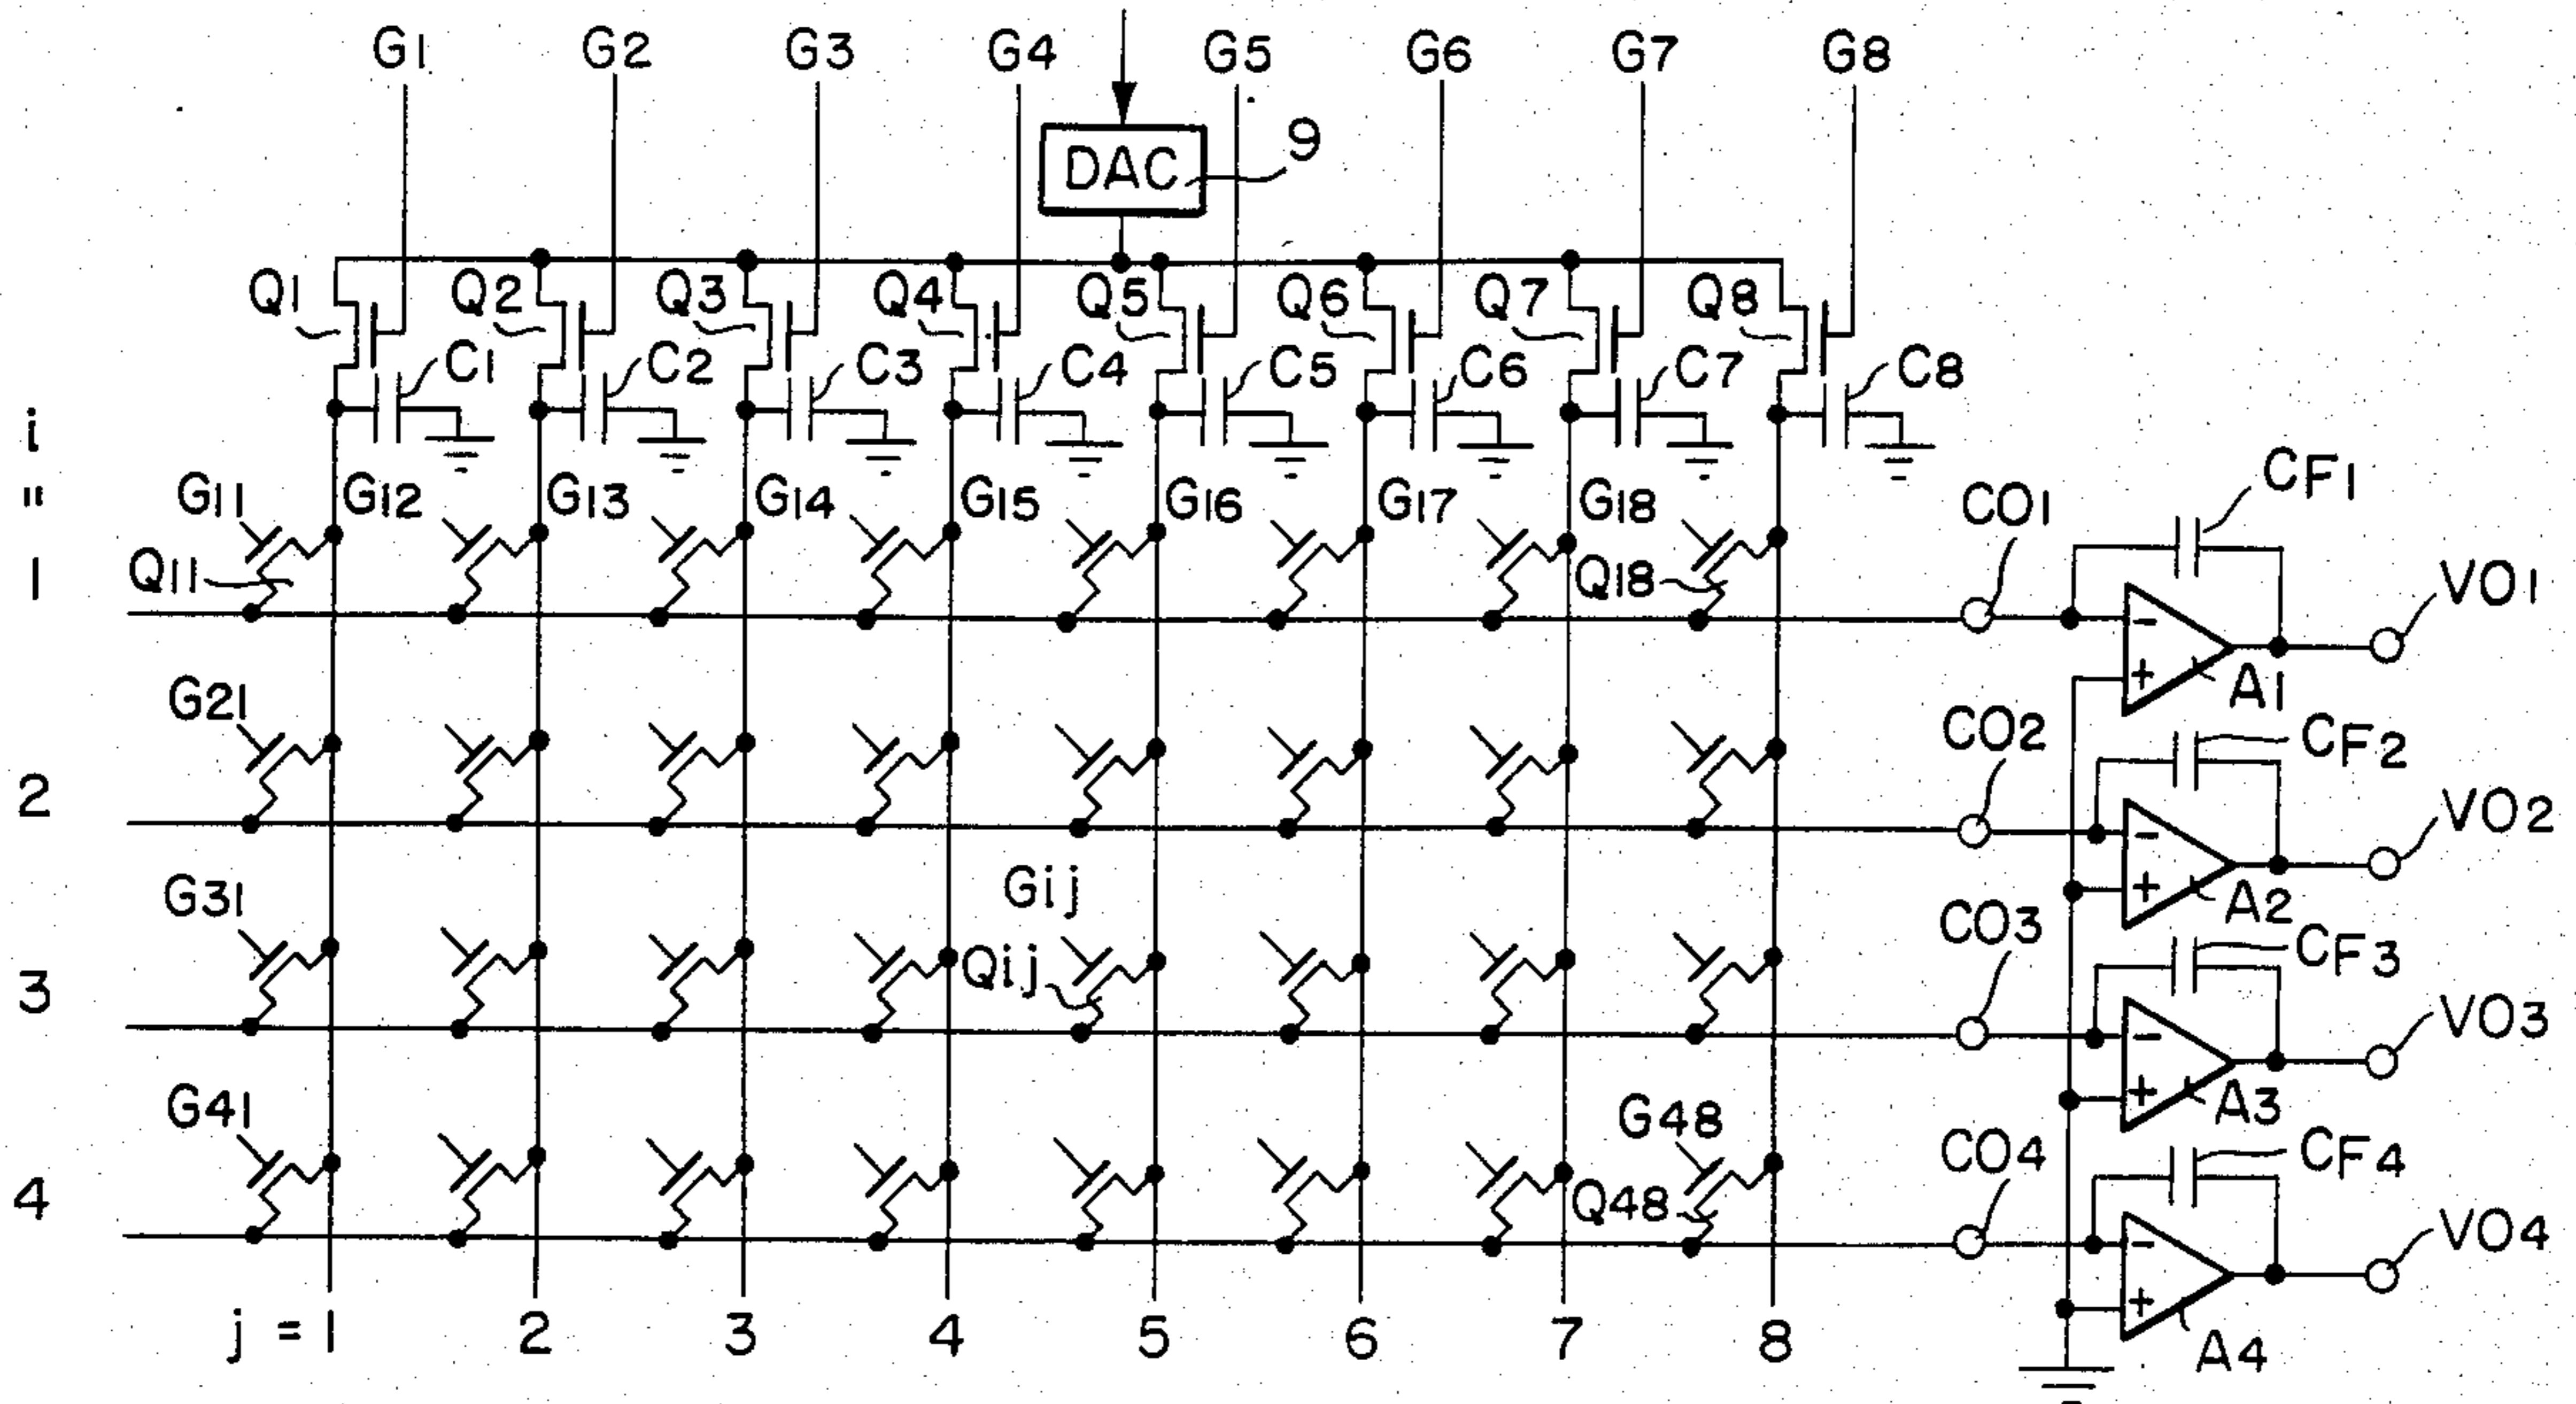 G1 G2 G3 G4 G5 G6 G7 G8
DAC 9
Q1 Q2 Q3 Q4 Q5 Q6 Q7 Q8
C1 C2 C3 C4 C5 C6 C7 C8
i
"
1
G11 G12 G13 G14 G15 G16 G17 G18 CO1 CF1
Q11 Q18 VO1
-
+ A1
G21 CO2 CF2
2 VO2
-
+ A2
G31 Gij CO3 CF3
Qij
3 VO3
-
+ A3
G41 G48 CO4 CF4
4 Q48 VO4
-
+ A4
j = 1 2 3 4 5 6 7 8